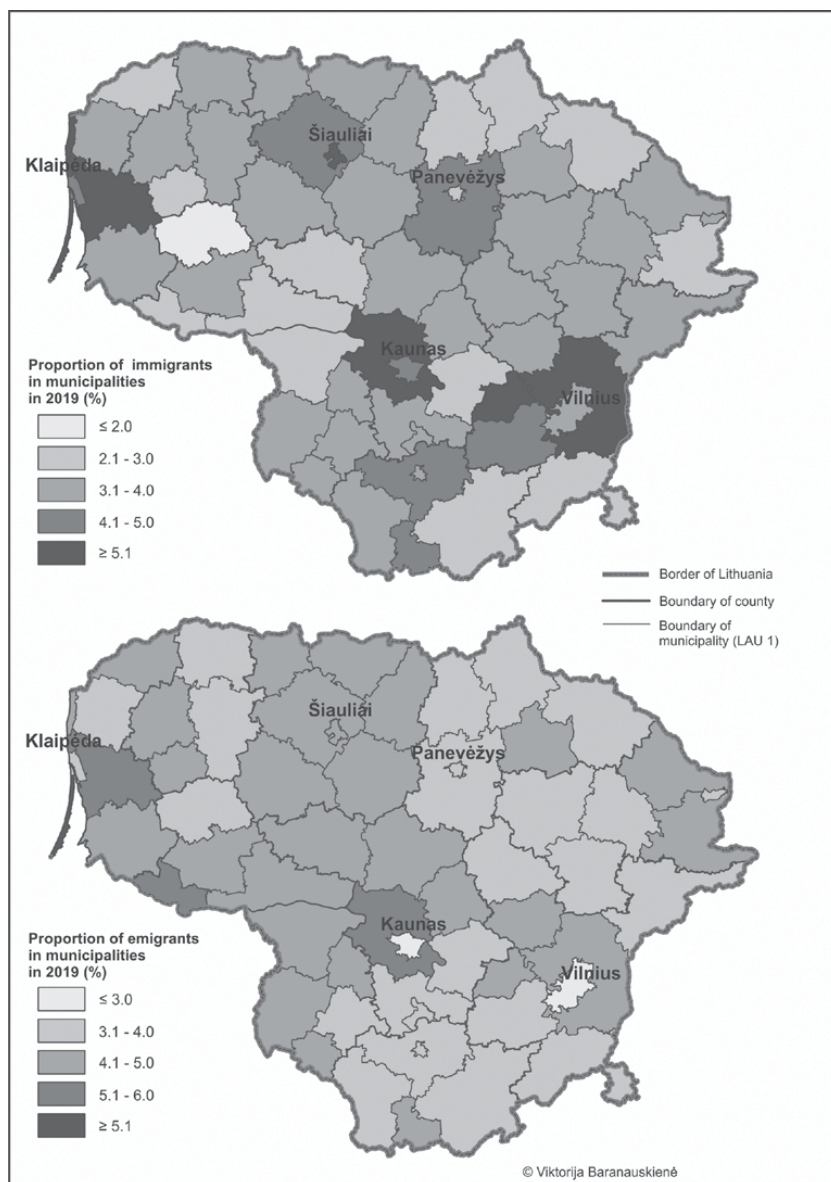 Šiauliai
Klaipėda
Panevėžys
Kaunas
Vilnius
Proportion of immigrants
in municipalities
in 2019 (%)
≤ 2.0
2.1 - 3.0
3.1 - 4.0
4.1 - 5.0
≥ 5.1
Border of Lithuania
Boundary of county
Boundary of
municipality (LAU 1)
Šiauliai
Klaipėda
Panevėžys
Kaunas
Vilnius
Proportion of emigrants
in municipalities
in 2019 (%)
≤ 3.0
3.1 - 4.0
4.1 - 5.0
5.1 - 6.0
≥ 5.1
© Viktorija Baranauskienė